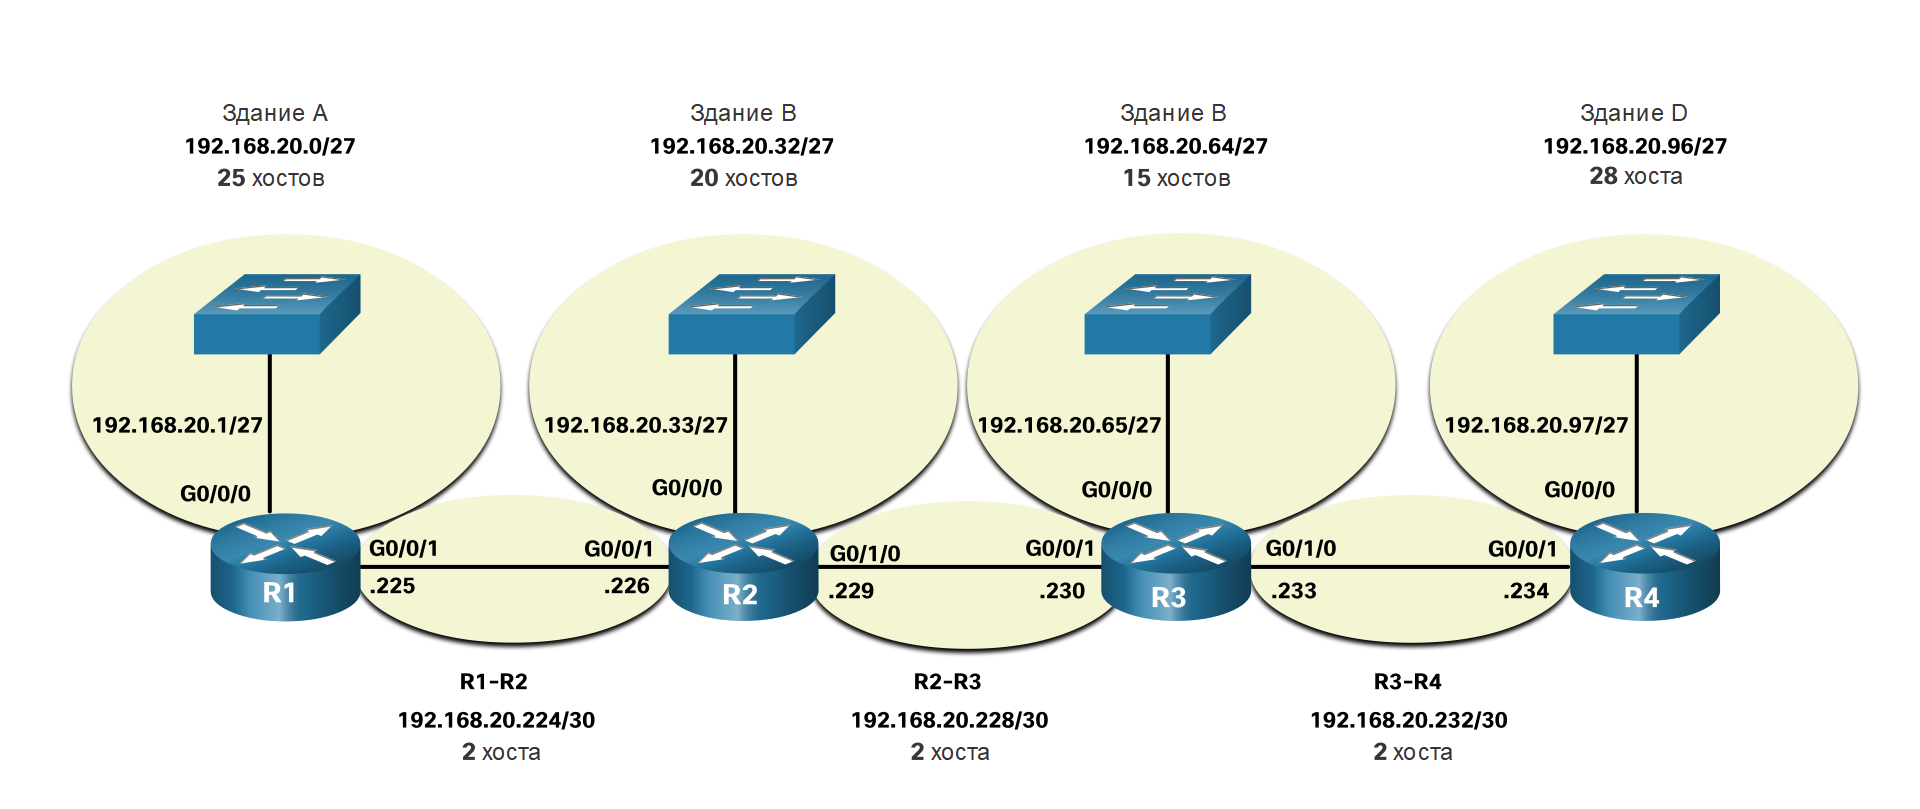 Здание A
192.168.20.0/27
25 хостов
Здание B
192.168.20.32/27
20 хостов
Здание В
192.168.20.64/27
15 хостов
Здание D
192.168.20.96/27
28 хоста
192.168.20.1/27
G0/0/0
192.168.20.33/27
G0/0/0
192.168.20.65/27
G0/0/0
192.168.20.97/27
G0/0/0
R1
G0/0/1
.225
G0/0/1
.226
R2
G0/1/0
.229
G0/0/1
.230
R3
G0/1/0
.233
G0/0/1
.234
R4
R1-R2
192.168.20.224/30
2 хоста
R2-R3
192.168.20.228/30
2 хоста
R3-R4
192.168.20.232/30
2 хоста